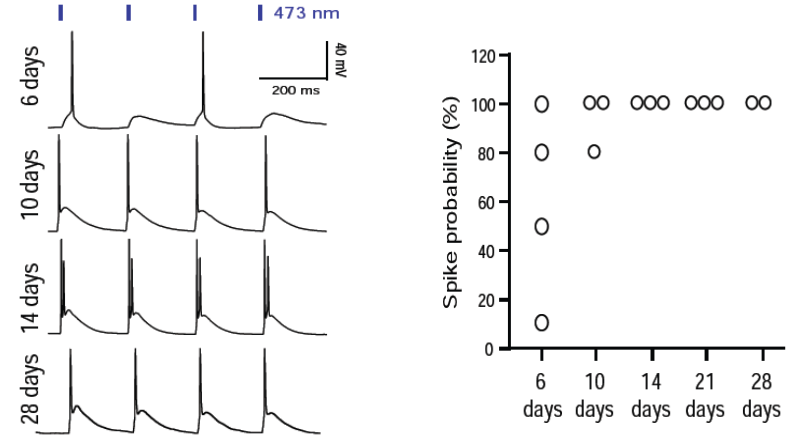 473 nm
6 days
40 mV
200 ms
10 days
14 days
28 days
Spike probability (%)
120
100
80
60
40
20
0
6 10 14 21 28
days days days days days